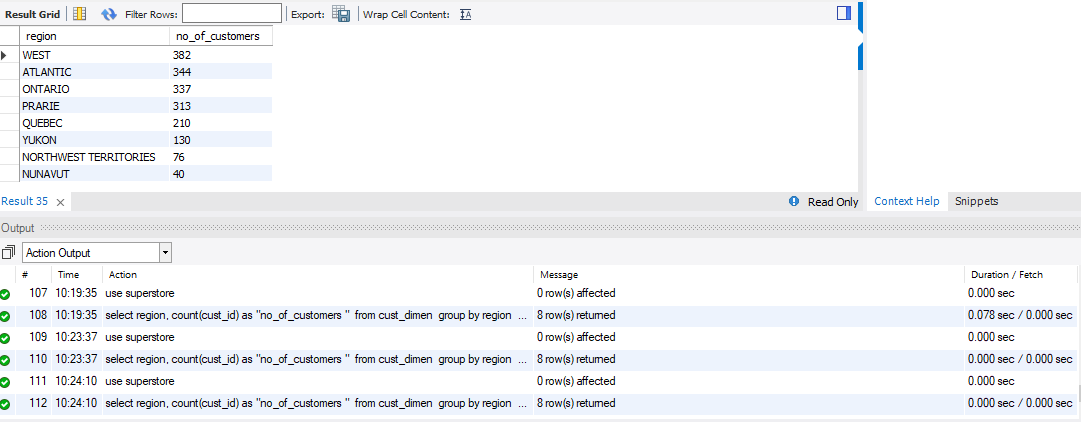 Result Grid Filter Rows: Export: Wrap Cell Content: IA
region no_of_customers
WEST 382
ATLANTIC 344
ONTARIO 337
PRARIE 313
QUEBEC 210
YUKON 130
NORTHWEST TERRITORIES 76
NUNAVUT 40
Result 35 × Read Only Context Help Snippets
Output
Action Output
# Time Action Message Duration / Fetch
107 10:19:35 use superstore 0 row(s) affected 0.000 sec
108 10:19:35 select region, count(cust_id) as "no_of_customers " from cust_dimen group by region ... 8 row(s) returned 0.078 sec / 0.000 sec
109 10:23:37 use superstore 0 row(s) affected 0.000 sec
110 10:23:37 select region, count(cust_id) as "no_of_customers " from cust_dimen group by region ... 8 row(s) returned 0.000 sec / 0.000 sec
111 10:24:10 use superstore 0 row(s) affected 0.000 sec
112 10:24:10 select region, count(cust_id) as "no_of_customers " from cust_dimen group by region ... 8 row(s) returned 0.000 sec / 0.000 sec